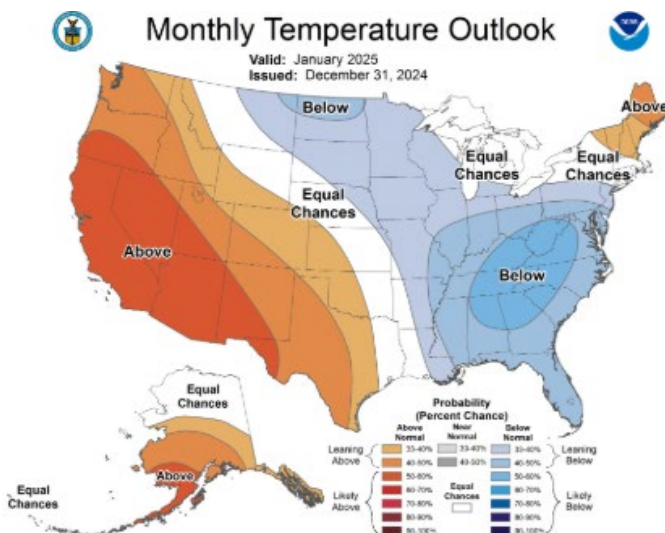 Monthly Temperature Outlook
NOAA
Valid: January 2025
Issued: December 31, 2024
Below
Above
Equal
Chances
Equal
Chances
Equal
Chances
Above
Below
Equal
Chances
Above
Equal
Chances
Probability
(Percent Chance)
Above
Normal
Near
Normal
Below
Normal
Leaning
Above
33-40%
40-50%
33-40%
40-50%
33-40%
40-50%
Leaning
Below
Likely
Above
50-60%
60-70%
70-80%
80-90%
90-100%
Equal
Chances
50-60%
60-70%
70-80%
80-90%
90-100%
Likely
Below